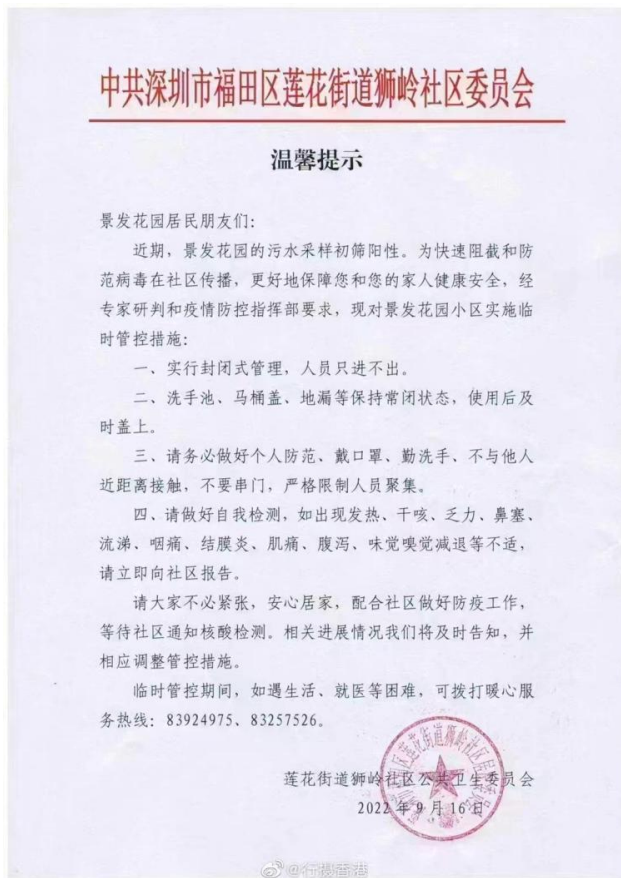 中共深圳市福田区莲花街道狮岭社区委员会
温馨提示
景发花园居民朋友们:
近期，景发花园的污水采样初筛阳性。为快速阻截和防
范病毒在社区传播，更好地保障您和您的家人健康安全，经
专家研判和疫情防控指挥部要求，现对景发花园小区实施临
时管控措施:
一、实行封闭式管理，人员只进不出。
二、洗手池、马桶盖、地漏等保持常闭状态，使用后及
时盖上。
三、请务必做好个人防范、戴口罩、勤洗手、不与他人
近距离接触，不要串门，严格限制人员聚集。
四、请做好自我检测，如出现发热、干咳、乏力、鼻塞、
流涕、咽痛、结膜炎、肌痛、腹泻、味觉嗅觉减退等不适，
请立即向社区报告。
请大家不必紧张，安心居家，配合社区做好防疫工作，
等待社区通知核酸检测。相关进展情况我们将及时告知，并
相应调整管控措施。
临时管控期间，如遇生活、就医等困难，可拨打暖心服
务热线: 83924975、83257526。
莲花街道狮岭社区公共卫生委员会
2022年9月16日
@行摄香港